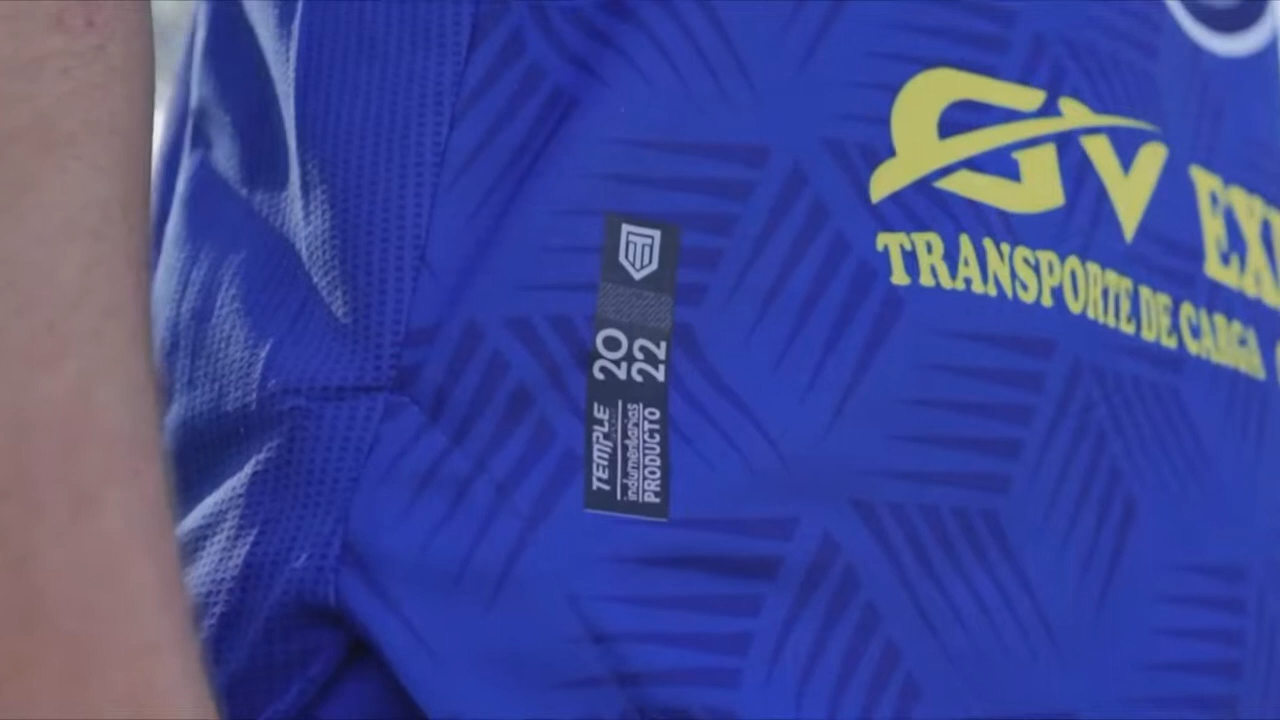 GV EX
TRANSPORTE DE CARGA
20
22
TEMPLE
indumentarias
PRODUCTO